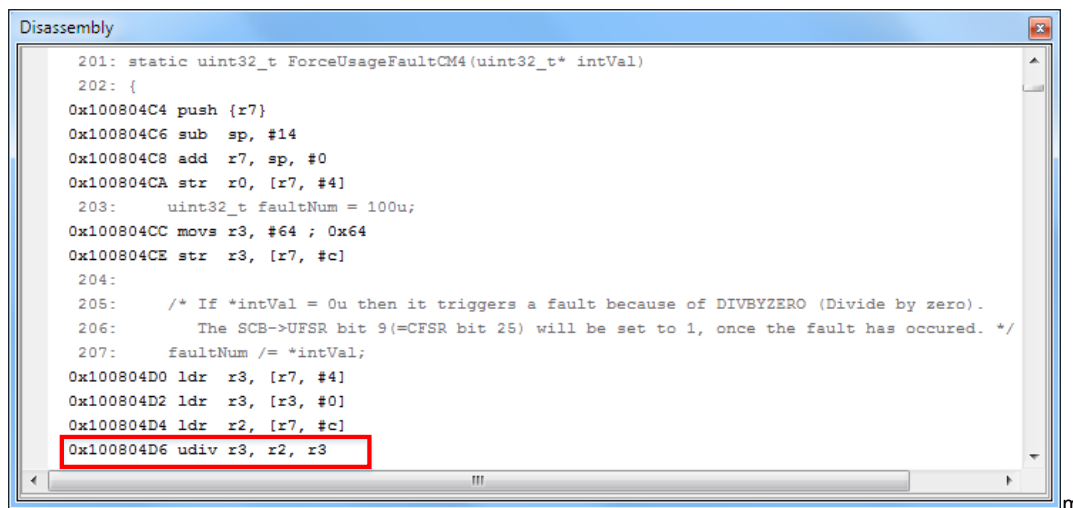 Disassembly
201: static uint32_t ForceUsageFaultCM4(uint32_t* intVal)
202: {
0x100804C4 push {r7}
0x100804C6 sub sp, #14
0x100804C8 add r7, sp, #0
0x100804CA str r0, [r7, #4]
203: uint32_t faultNum = 100u;
0x100804CC movs r3, #64 ; 0x64
0x100804CE str r3, [r7, #c]
204:
205: /* If *intVal = 0u then it triggers a fault because of DIVBYZERO (Divide by zero).
206: The SCB->UFSR bit 9(=CFSR bit 25) will be set to 1, once the fault has occured. */
207: faultNum /= *intVal;
0x100804D0 ldr r3, [r7, #4]
0x100804D2 ldr r3, [r3, #0]
0x100804D4 ldr r2, [r7, #c]
0x100804D6 udiv r3, r2, r3